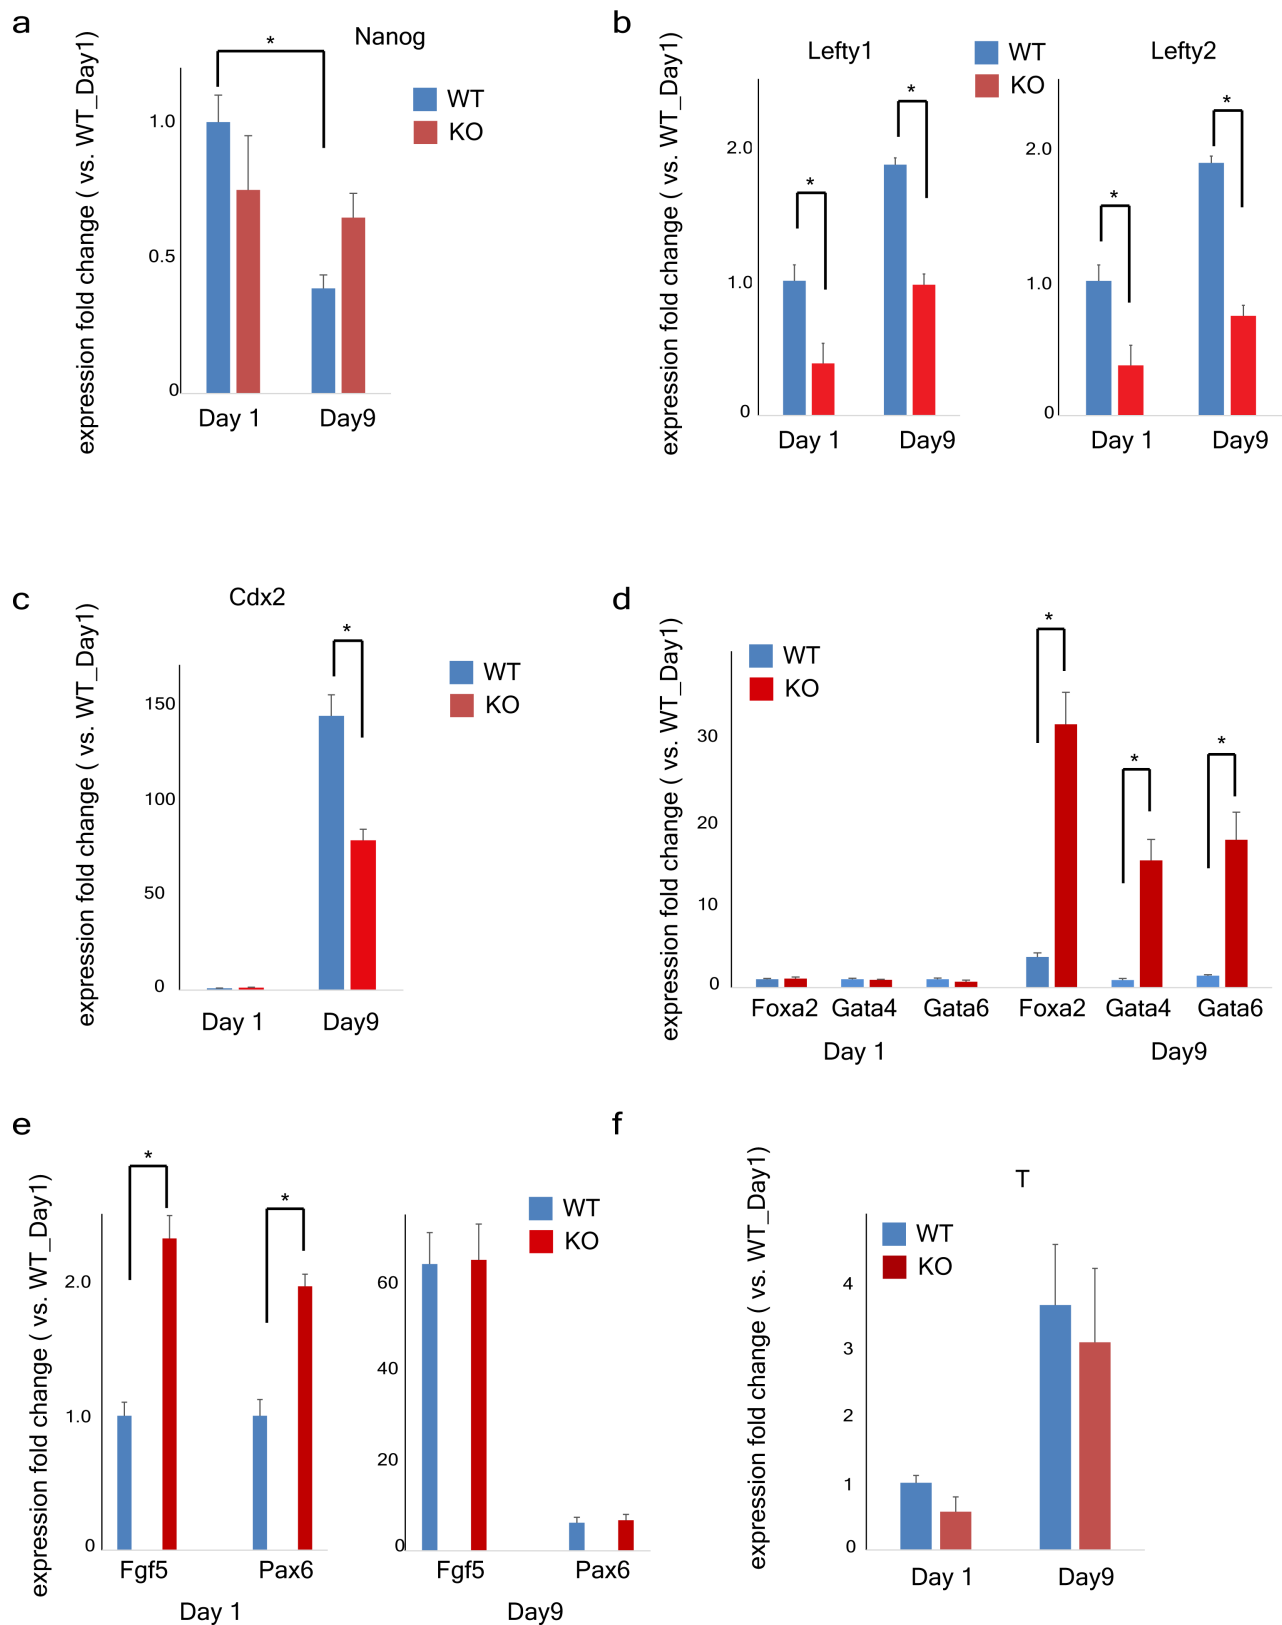 a
Nanog
*
WT
KO
expression fold change ( vs. WT_Day1)
1.0
0.5
0
Day 1
Day9
b
Lefty1
WT
KO
Lefty2
expression fold change ( vs. WT_Day1)
*
*
2.0
1.0
0
Day 1
Day9
*
*
2.0
1.0
0
Day 1
Day9
c
Cdx2
*
WT
KO
expression fold change ( vs. WT_Day1)
150
100
50
0
Day 1
Day9
d
WT
KO
expression fold change ( vs. WT_Day1)
*
*
*
30
20
10
0
Foxa2 Gata4 Gata6 Foxa2 Gata4 Gata6
Day 1
Day9
e
expression fold change ( vs. WT_Day1)
*
*
2.0
1.0
0
Fgf5
Pax6
Day 1
WT
KO
60
40
20
0
Fgf5
Pax6
Day9
f
T
WT
KO
expression fold change ( vs. WT_Day1)
4
3
2
1
0
Day 1
Day9